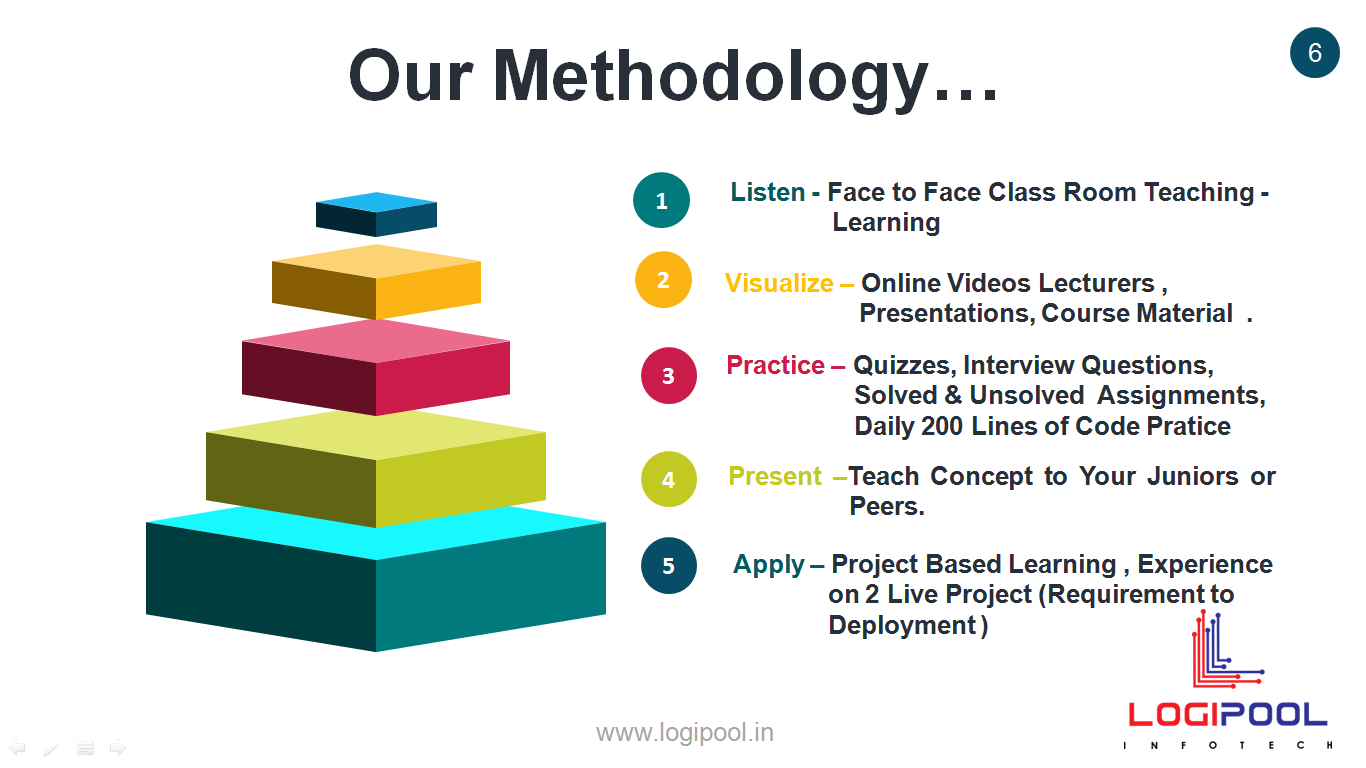 Our Methodology…
6
1
Listen - Face to Face Class Room Teaching -
Learning
2
Visualize – Online Videos Lecturers ,
Presentations, Course Material .
3
Practice – Quizzes, Interview Questions,
Solved & Unsolved Assignments,
Daily 200 Lines of Code Pratice
4
Present –Teach Concept to Your Juniors or
Peers.
5
Apply – Project Based Learning , Experience
on 2 Live Project (Requirement to
Deployment )
LOGIPOOL
INFOTECH
www.logipool.in